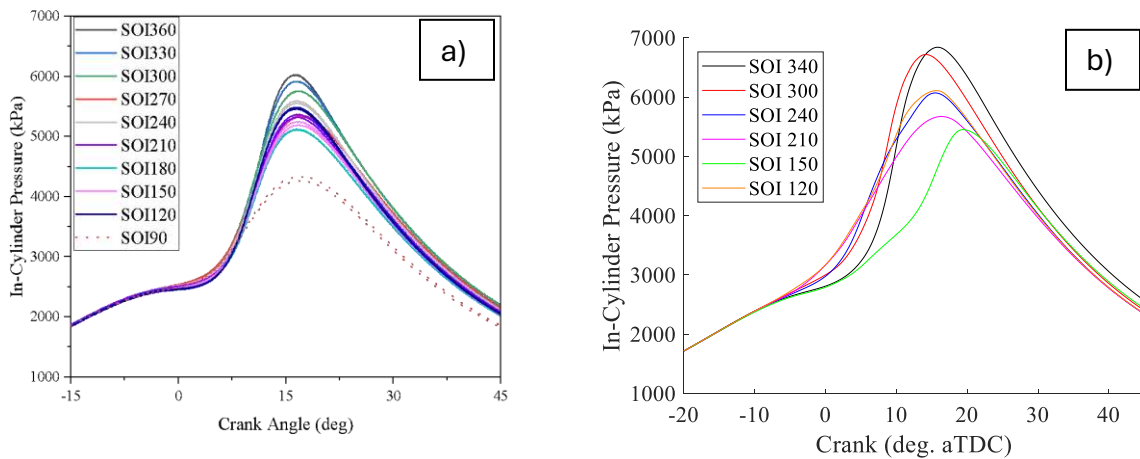 a)
7000
6000
5000
4000
3000
2000
1000
In-Cylinder Pressure (kPa)
SOI360
SOI330
SOI300
SOI270
SOI240
SOI210
SOI180
SOI150
SOI120
SOI90
-15
0
15
30
45
Crank Angle (deg)
b)
7000
6000
5000
4000
3000
2000
1000
In-Cylinder Pressure (kPa)
SOI 340
SOI 300
SOI 240
SOI 210
SOI 150
SOI 120
-20
-10
0
10
20
30
40
Crank (deg. aTDC)